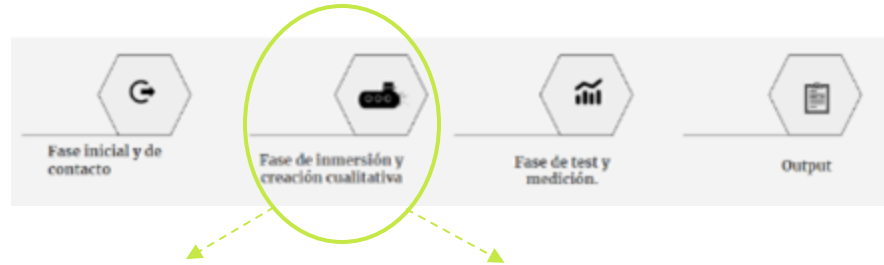 Fase inicial y de
contacto
Fase de inmersión y
creación cualitativa
Fase de test y
medición.
Output